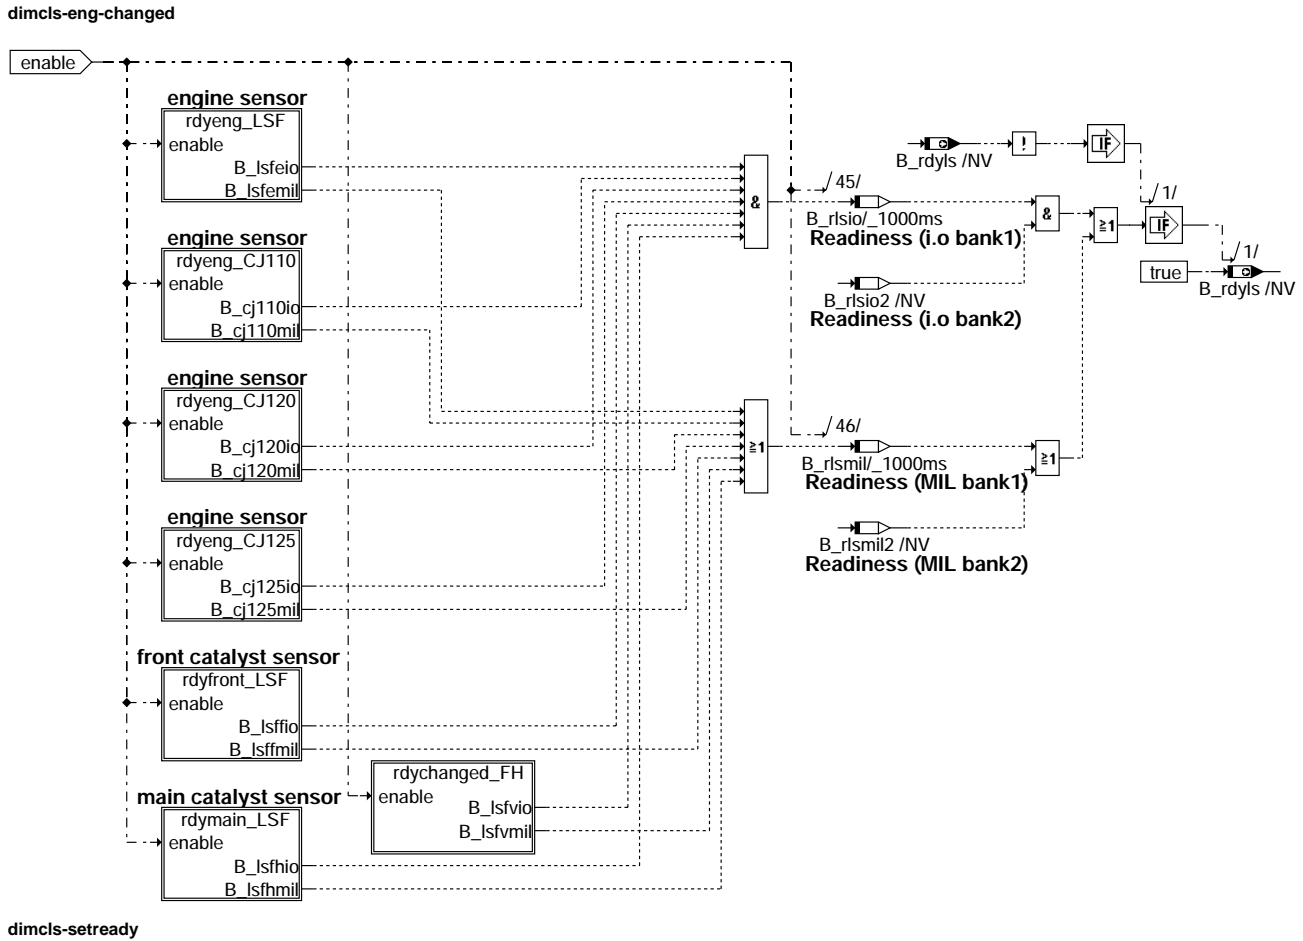 dimcls-eng-changed
enable
engine sensor
rdyeng_LSF
enable
B_lsfeio
B_lsfemil
engine sensor
rdyeng_CJ110
enable
B_cj110io
B_cj110mil
engine sensor
rdyeng_CJ120
enable
B_cj120io
B_cj120mil
engine sensor
rdyeng_CJ125
enable
B_cj125io
B_cj125mil
front catalyst sensor
rdyfront_LSF
enable
B_lsffio
B_lsffmil
main catalyst sensor
rdymain_LSF
enable
B_lsfhio
B_lsfhmil
rdychanged_FH
enable
B_lsfvio
B_lsfvmil
&
≥1
/ 45/
B_rlsio/_1000ms
Readiness (i.o bank1)
B_rlsio2 /NV
Readiness (i.o bank2)
/ 46/
B_rlsmil/_1000ms
Readiness (MIL bank1)
B_rlsmil2 /NV
Readiness (MIL bank2)
B_rdyls /NV
!
IF
/ 1/
&
≥1
≥1
IF
/ 1/
true
B_rdyls /NV
dimcls-setready